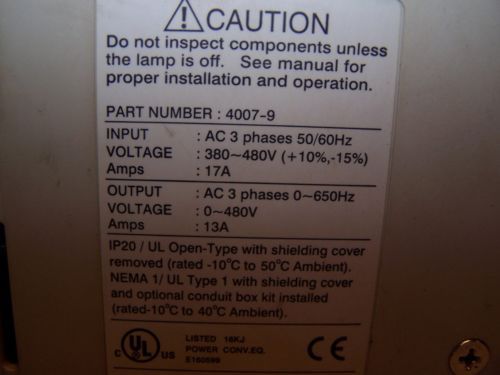 CAUTION
Do not inspect components unless
the lamp is off. See manual for
proper installation and operation.
PART NUMBER : 4007-9
INPUT : AC 3 phases 50/60Hz
VOLTAGE : 380~480V (+10%,-15%)
Amps : 17A
OUTPUT : AC 3 phases 0~650Hz
VOLTAGE : 0~480V
Amps : 13A
IP20 / UL Open-Type with shielding cover
removed (rated -10°C to 50°C Ambient).
NEMA 1/ UL Type 1 with shielding cover
and optional conduit box kit installed
(rated-10°C to 40°C Ambient).
C UL US LISTED 16KJ
POWER CONV.EQ. CE
E160599